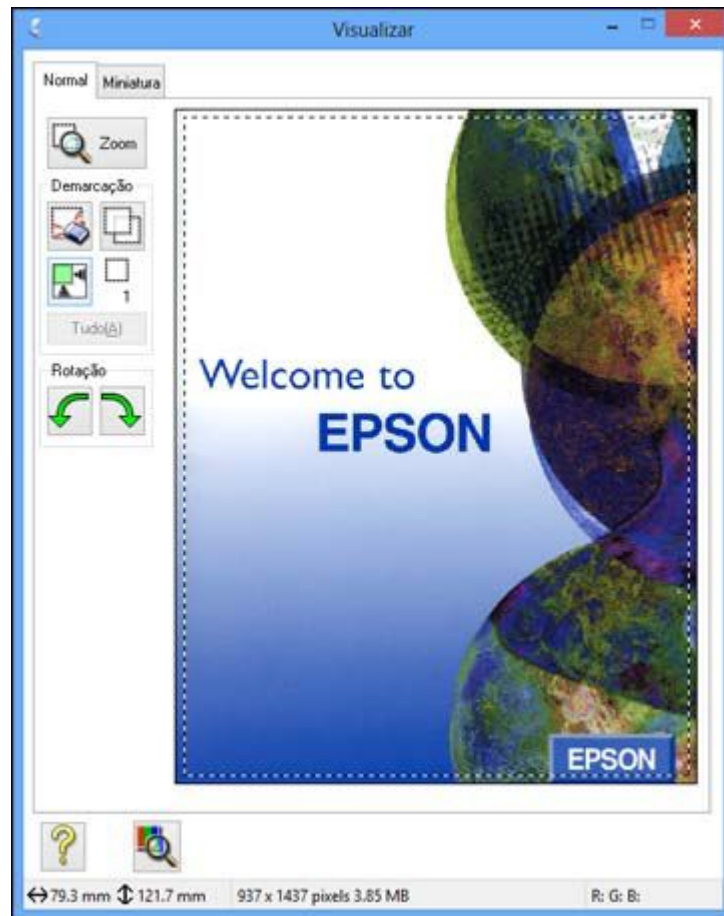 Visualizar
Normal Miniatura
Zoom
Demarcação
1
Tudo(A)
Rotação
Welcome to
EPSON
EPSON
79.3 mm 121.7 mm 937 x 1437 pixels 3.85 MB R: G: B: